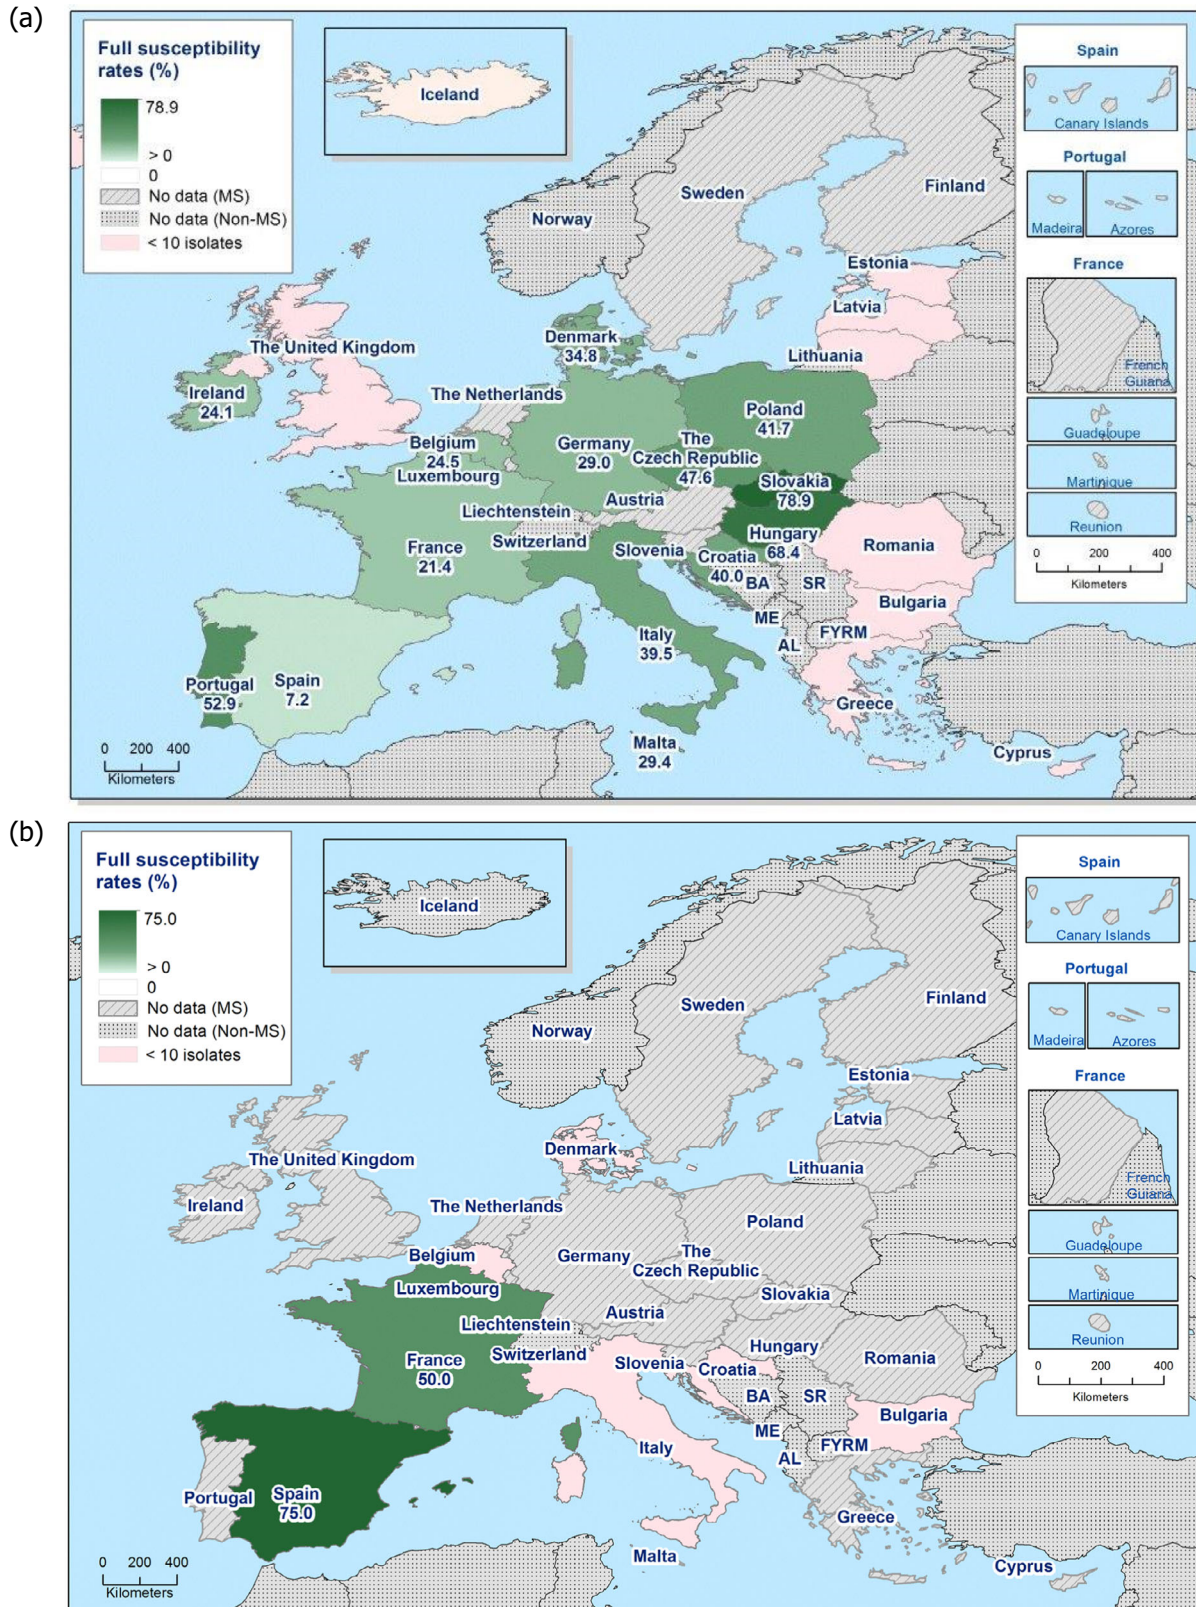 (a)
Full susceptibility
rates (%)
78.9
> 0
0
No data (MS)
No data (Non-MS)
< 10 isolates
Iceland
Spain
Canary Islands
Portugal
Madeira
Azores
France
French
Guiana
Guadeloupe
Martinique
Reunion
0 200 400
Kilometers
Norway
Sweden
Finland
Estonia
Latvia
Lithuania
Denmark
34.8
The United Kingdom
Ireland
24.1
The Netherlands
Belgium
24.5
Luxembourg
Germany
29.0
Poland
41.7
The
Czech Republic
47.6
Slovakia
78.9
Austria
Liechtenstein
Switzerland
Hungary
68.4
Slovenia
Croatia
40.0
Romania
France
21.4
BA
SR
Bulgaria
ME
FYRM
AL
Italy
39.5
Portugal
52.9
Spain
7.2
Greece
Malta
29.4
Cyprus
0 200 400
Kilometers
(b)
Full susceptibility
rates (%)
75.0
> 0
0
No data (MS)
No data (Non-MS)
< 10 isolates
Iceland
Spain
Canary Islands
Portugal
Madeira
Azores
France
French
Guiana
Guadeloupe
Martinique
Reunion
0 200 400
Kilometers
Norway
Sweden
Finland
Estonia
Latvia
Lithuania
Denmark
The United Kingdom
Ireland
The Netherlands
Belgium
Luxembourg
Germany
Poland
The
Czech Republic
Slovakia
Austria
Liechtenstein
Switzerland
Hungary
Slovenia
Croatia
Romania
France
50.0
BA
SR
Bulgaria
ME
FYRM
AL
Italy
Portugal
Spain
75.0
Greece
Malta
Cyprus
0 200 400
Kilometers